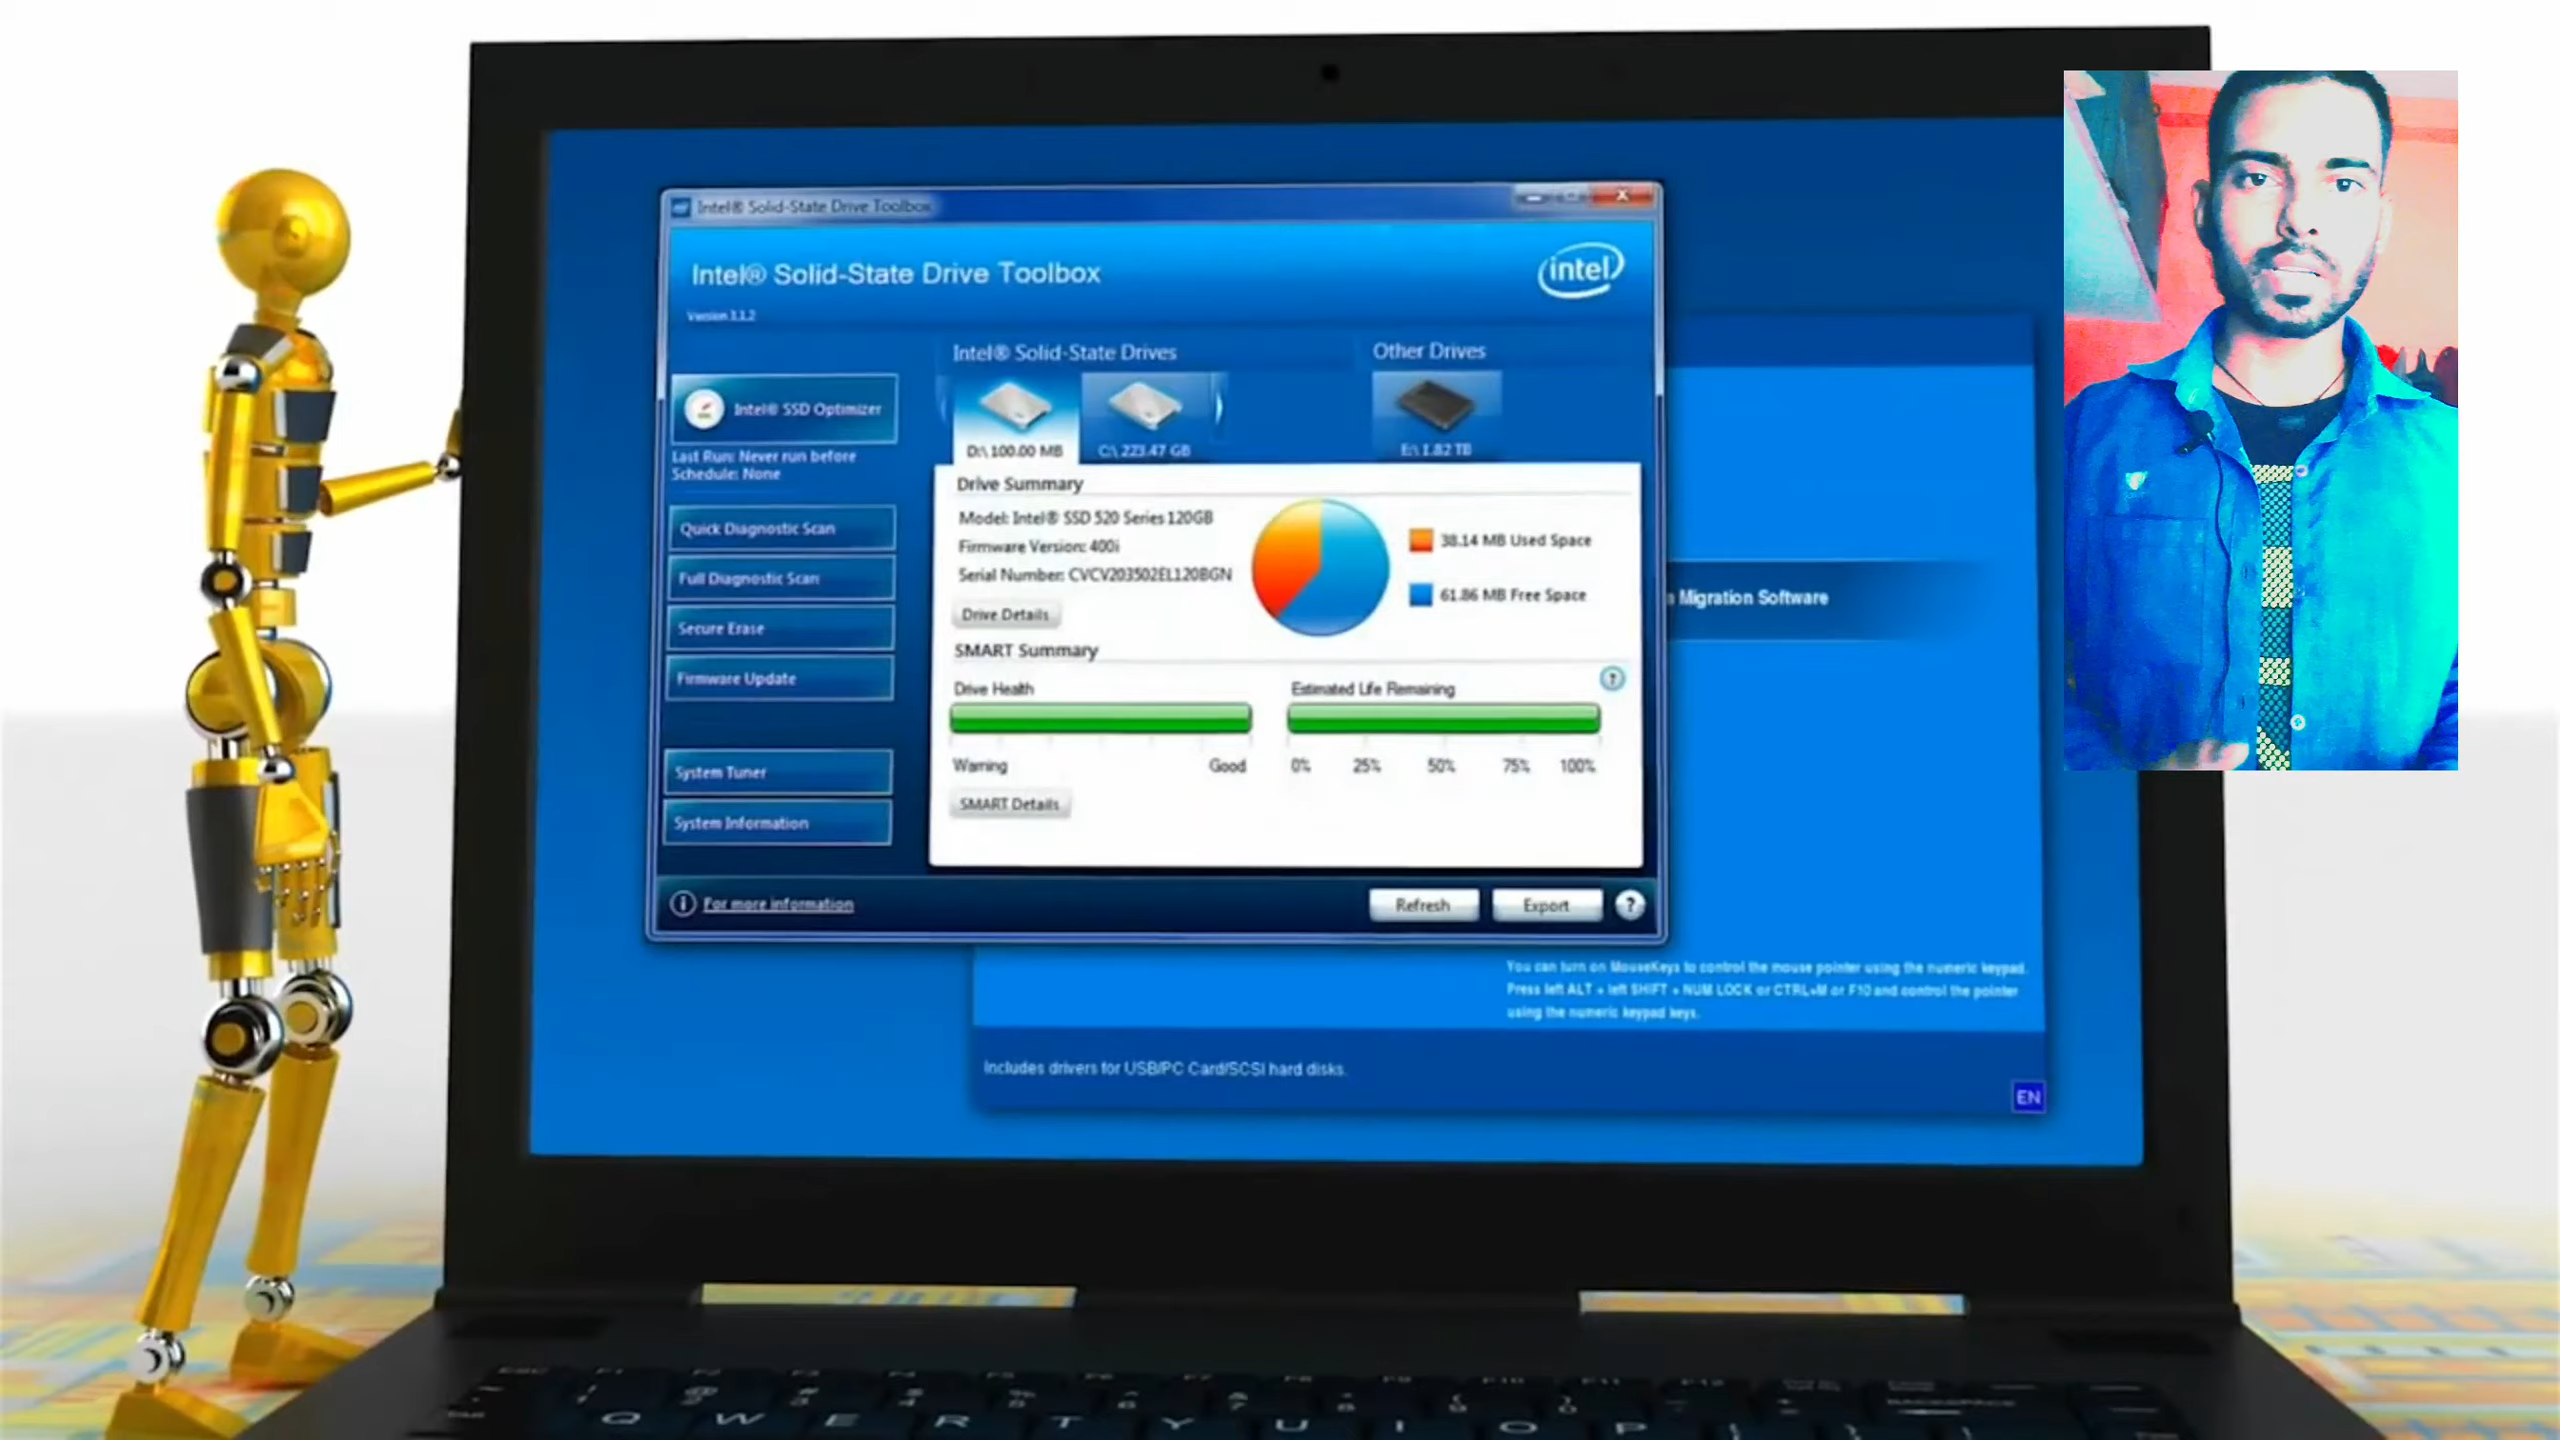 Intel® Solid-State Drive Toolbox
Intel® Solid-State Drive Toolbox
intel
Version 3.1.2
Intel® Solid-State Drives
Other Drives
Intel® SSD Optimizer
D:\ 100.00 MB
C:\ 223.47 GB
E:\ 1.82 TB
Last Run: Never run before
Schedule: None
Drive Summary
Model: Intel® SSD 520 Series 120GB
Firmware Version: 400i
Serial Number: CVCV203502EL120BGN
38.14 MB Used Space
61.86 MB Free Space
Drive Details
Quick Diagnostic Scan
Full Diagnostic Scan
Secure Erase
Firmware Update
SMART Summary
Drive Health
Estimated Life Remaining
?
Warning
Good
0%
25%
50%
75%
100%
SMART Details
System Tuner
System Information
For more information
Refresh
Export
?
Migration Software
You can turn on MouseKeys to control the mouse pointer using the numeric keypad.
Press left ALT + left SHIFT + NUM LOCK or CTRL+M or F10 and control the pointer
using the numeric keypad keys.
Includes drivers for USB/PC Card/SCSI hard disks.
EN
Q W E R T Y U I O P